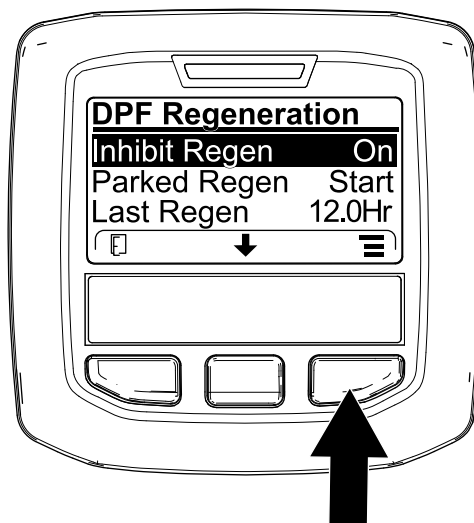 DPF Regeneration
Inhibit Regen On
Parked Regen Start
Last Regen 12.0Hr